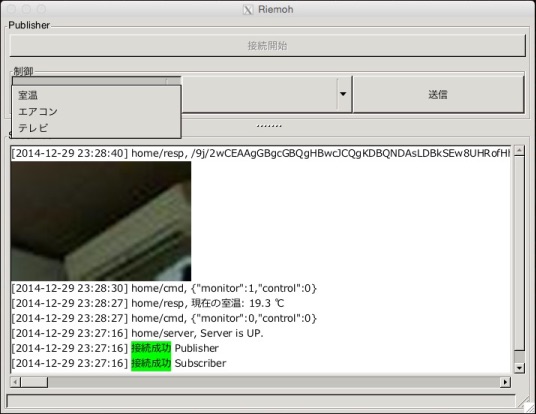 Riemoh
Publisher
接続開始
制御
室温
エアコン
テレビ
送信
[2014-12-29 23:28:40] home/resp, /9j/2wCEAAgGBgcGBQgHBwcJCQgKDBQNDAsLDBkSEw8UHRofHh
[2014-12-29 23:28:30] home/cmd, {"monitor":1,"control":0}
[2014-12-29 23:28:27] home/resp, 現在の室温: 19.3 ℃
[2014-12-29 23:28:27] home/cmd, {"monitor":0,"control":0}
[2014-12-29 23:27:16] home/server, Server is UP.
[2014-12-29 23:27:16] 接続成功 Publisher
[2014-12-29 23:27:16] 接続成功 Subscriber